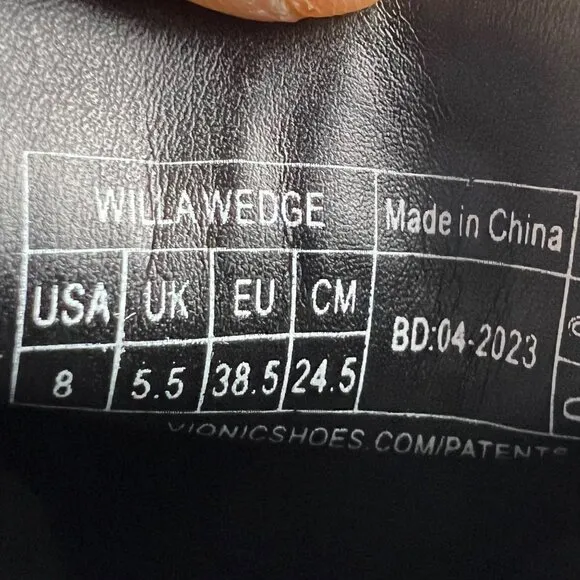 WILLA WEDGE Made in China
USA UK EU CM BD:04-2023
8 5.5 38.5 24.5
VIONICSHOES.COM/PATENTS